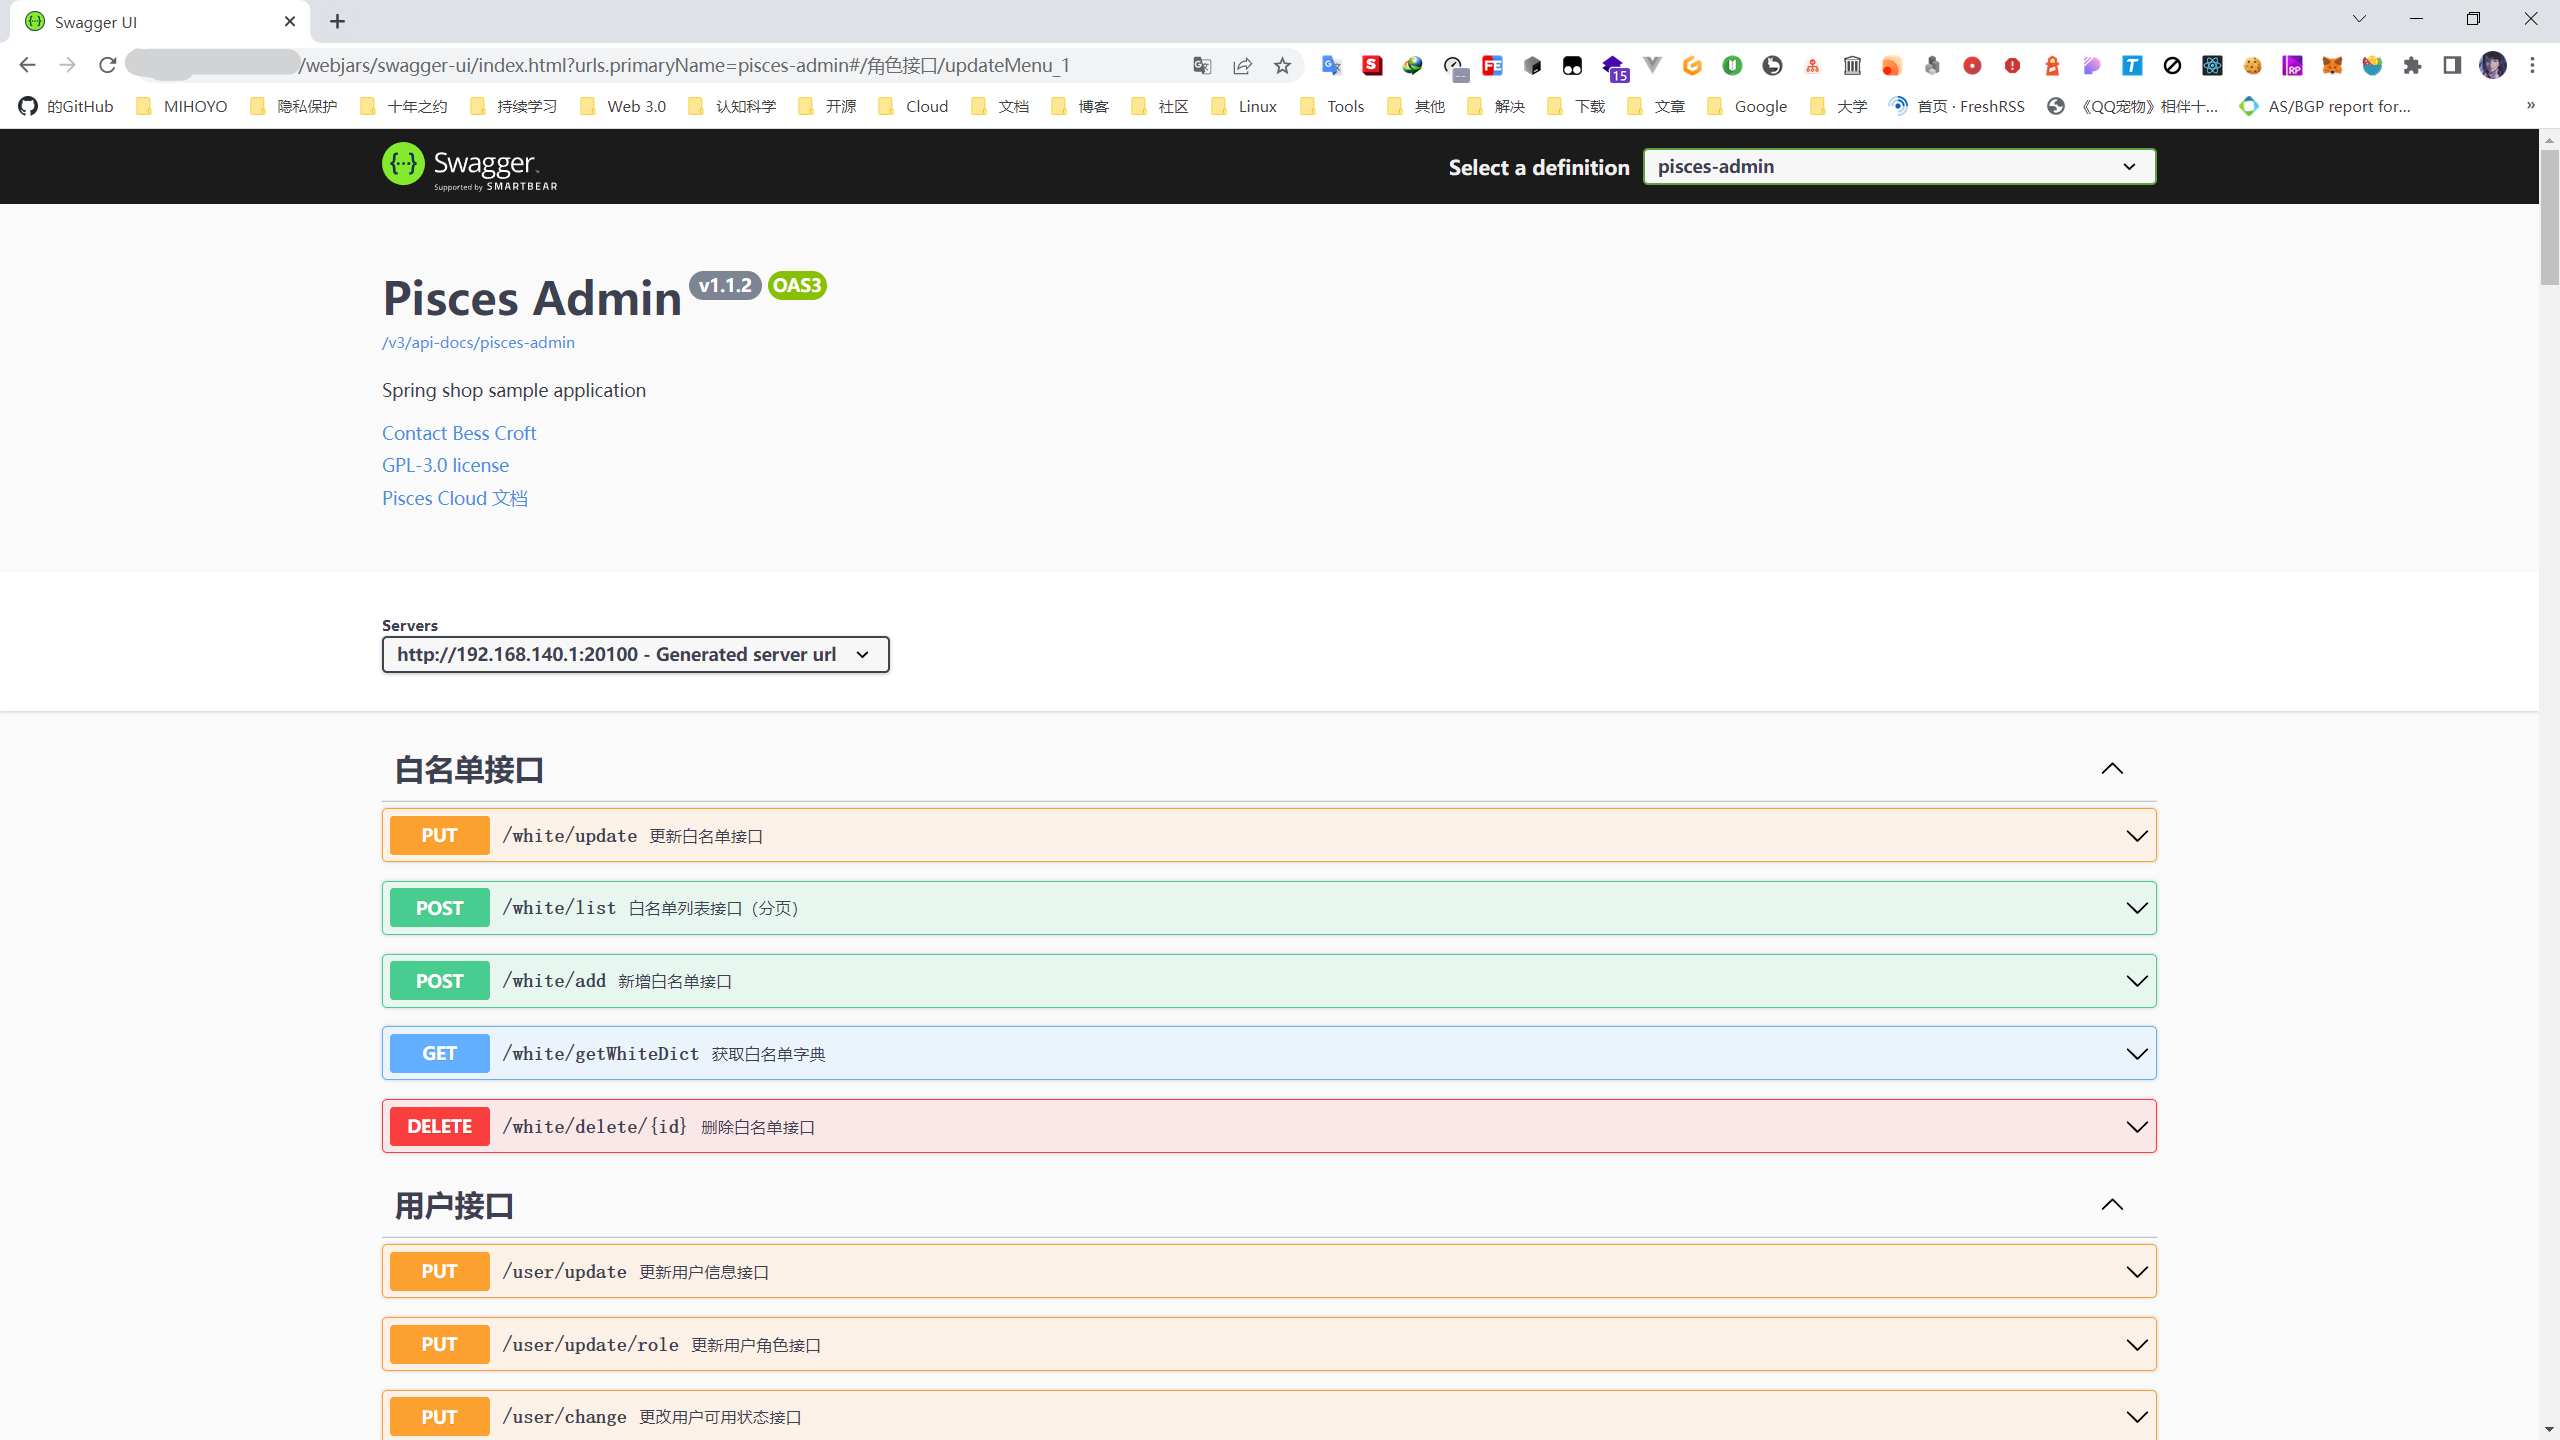 Swagger UI
/webjars/swagger-ui/index.html?urls.primaryName=pisces-admin#/角色接口/updateMenu_1
15
的GitHub
MIHOYO
隐私保护
十年之约
持续学习
Web 3.0
认知科学
开源
Cloud
文档
博客
社区
Linux
Tools
其他
解决
下载
文章
Google
大学
首页 · FreshRSS
《QQ宠物》相伴十...
AS/BGP report for...
Swagger
Supported by SMARTBEAR
Select a definition
pisces-admin
Pisces Admin v1.1.2 OAS3
/v3/api-docs/pisces-admin
Spring shop sample application
Contact Bess Croft
GPL-3.0 license
Pisces Cloud 文档
Servers
http://192.168.140.1:20100 - Generated server url
白名单接口
PUT /white/update 更新白名单接口
POST /white/list 白名单列表接口（分页）
POST /white/add 新增白名单接口
GET /white/getWhiteDict 获取白名单字典
DELETE /white/delete/{id} 删除白名单接口
用户接口
PUT /user/update 更新用户信息接口
PUT /user/update/role 更新用户角色接口
PUT /user/change 更改用户可用状态接口